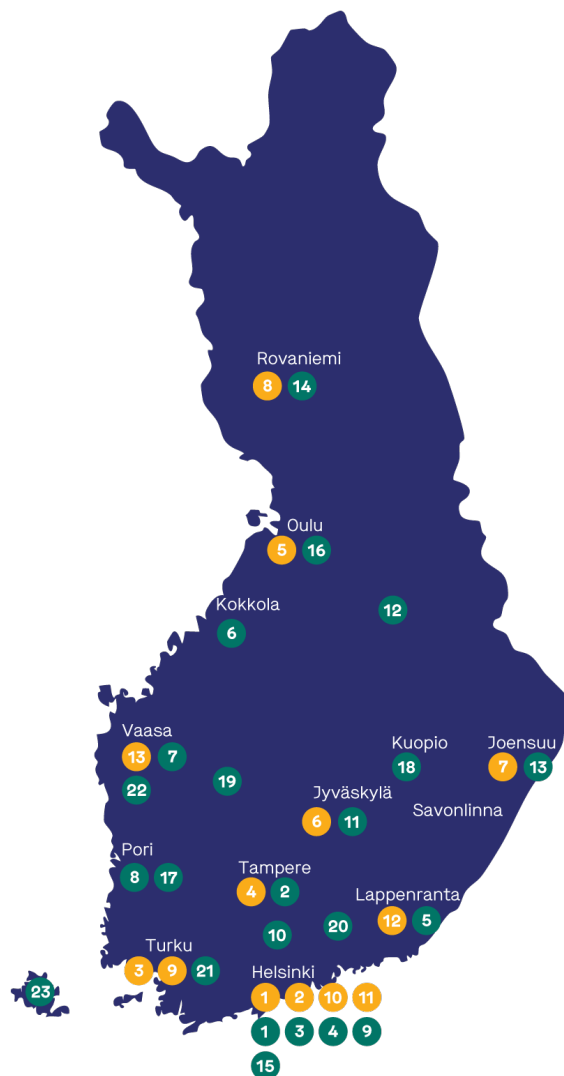 Rovaniemi
8 14
Oulu
5 16
Kokkola
6
12
Vaasa
13 7
22
19
Kuopio
18
Joensuu
7 13
Jyväskylä
6 11
Savonlinna
Pori
8 17
Tampere
4 2
10
20
Lappenranta
12 5
Turku
3 9 21
23
Helsinki
1 2 10 11
1 3 4 9
15